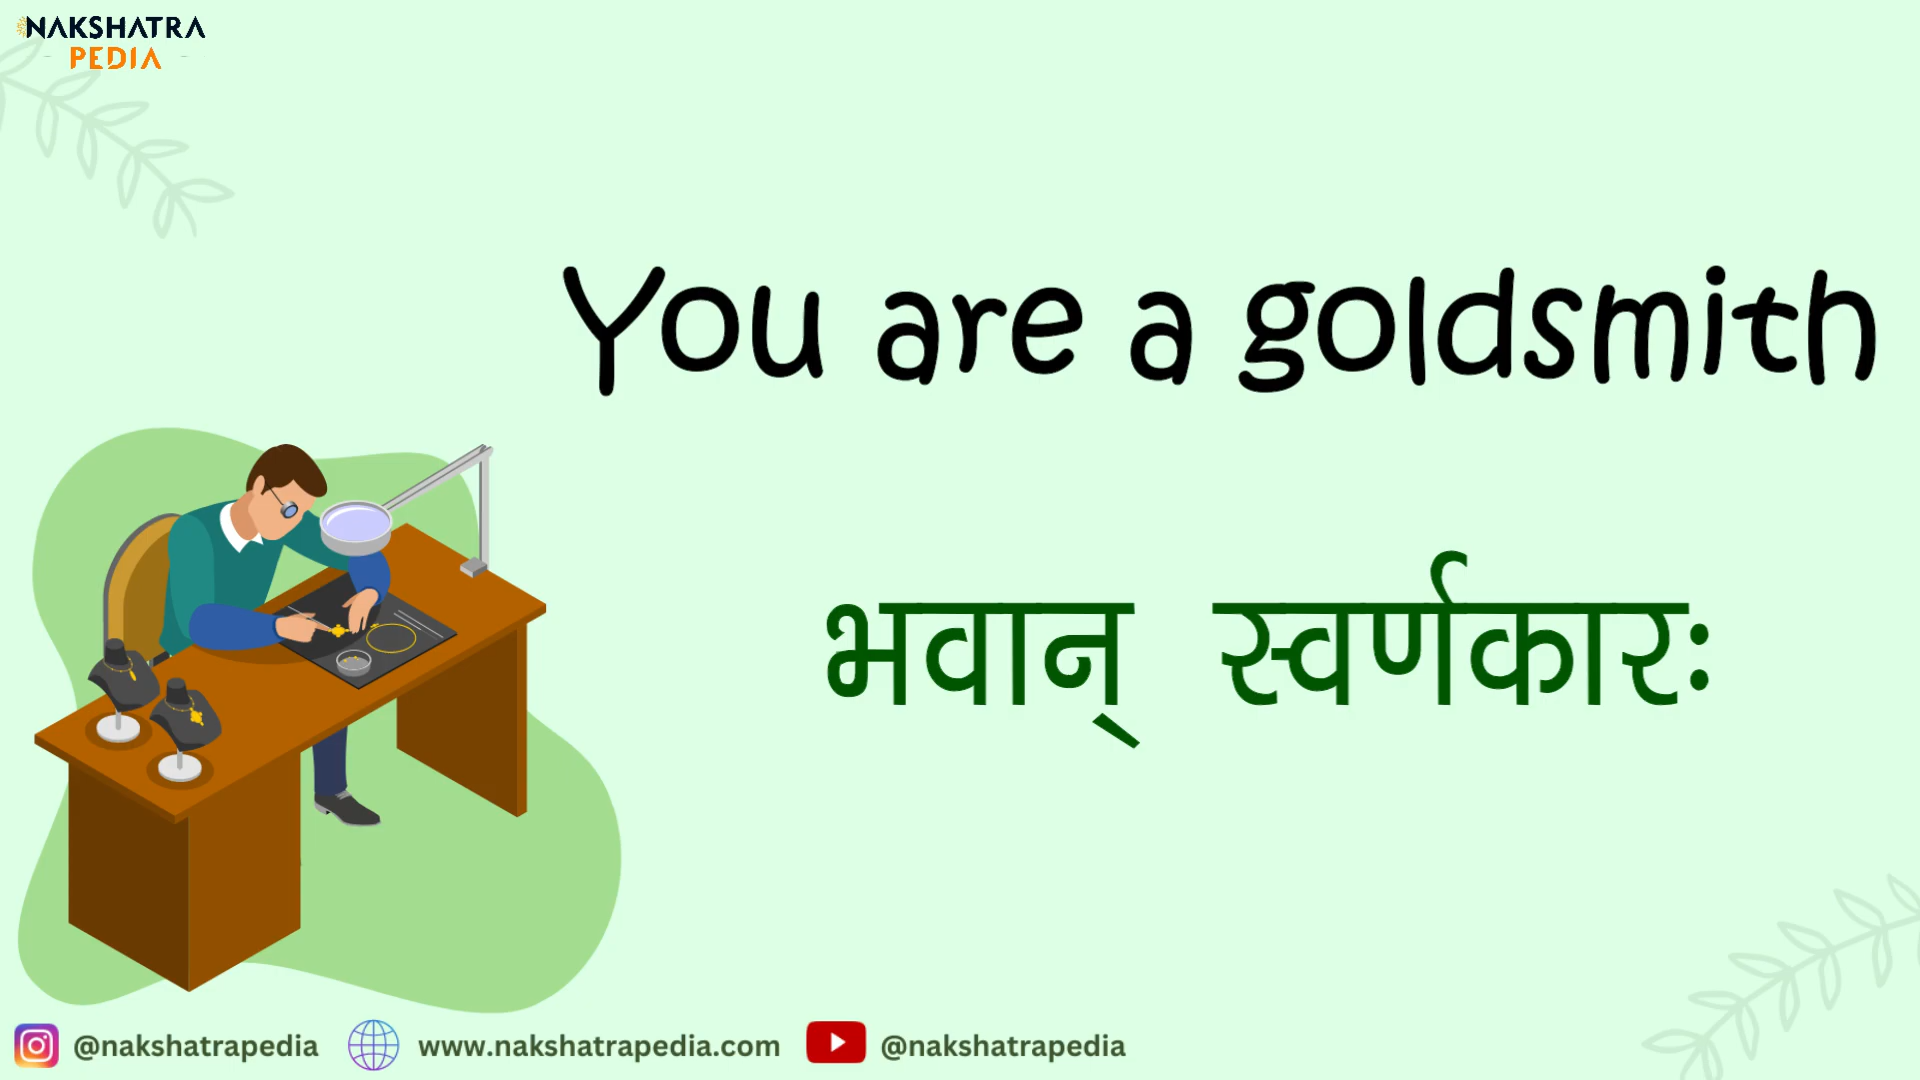 NAKSHATRA
PEDIA
You are a goldsmith
भवान् स्वर्णकारः
@nakshatrapedia www.nakshatrapedia.com @nakshatrapedia